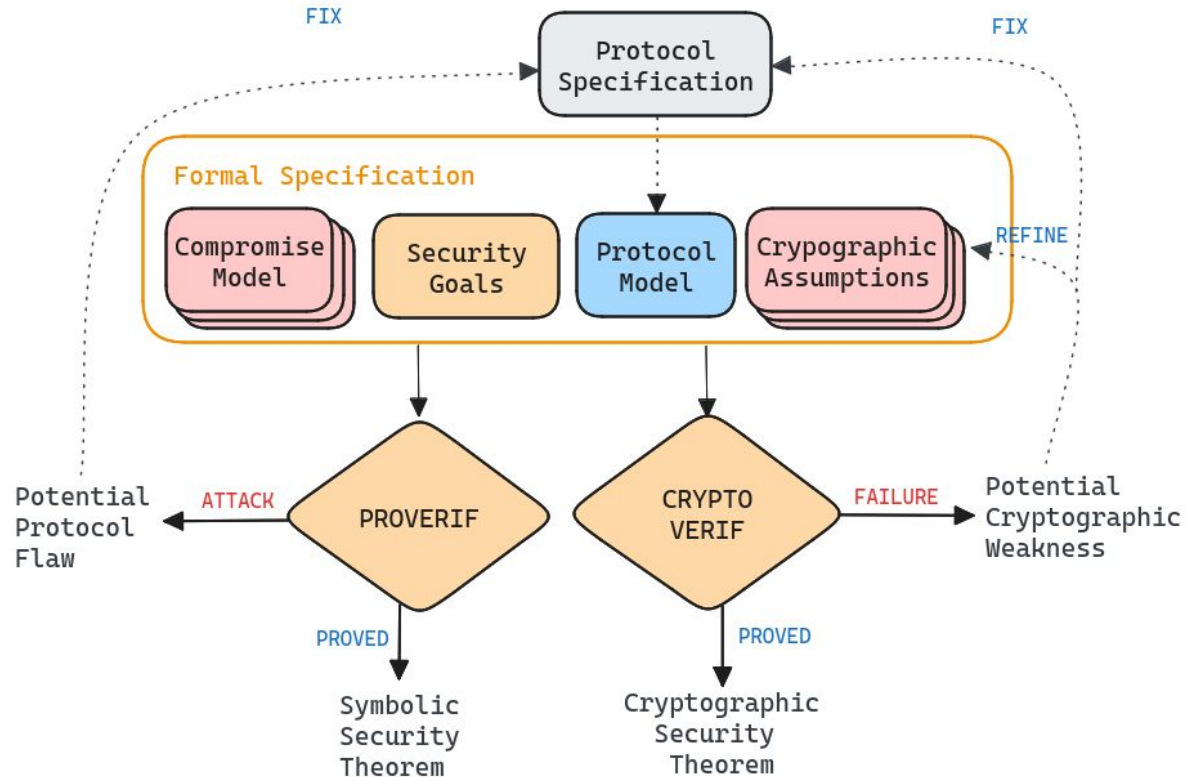 FIX
FIX
Protocol
Specification
Formal Specification
Compromise
Model
Security
Goals
Protocol
Model
Crypographic
Assumptions
REFINE
Potential
Protocol
Flaw
ATTACK
PROVERIF
CRYPTO
VERIF
FAILURE
Potential
Cryptographic
Weakness
PROVED
PROVED
Symbolic
Security
Theorem
Cryptographic
Security
Theorem